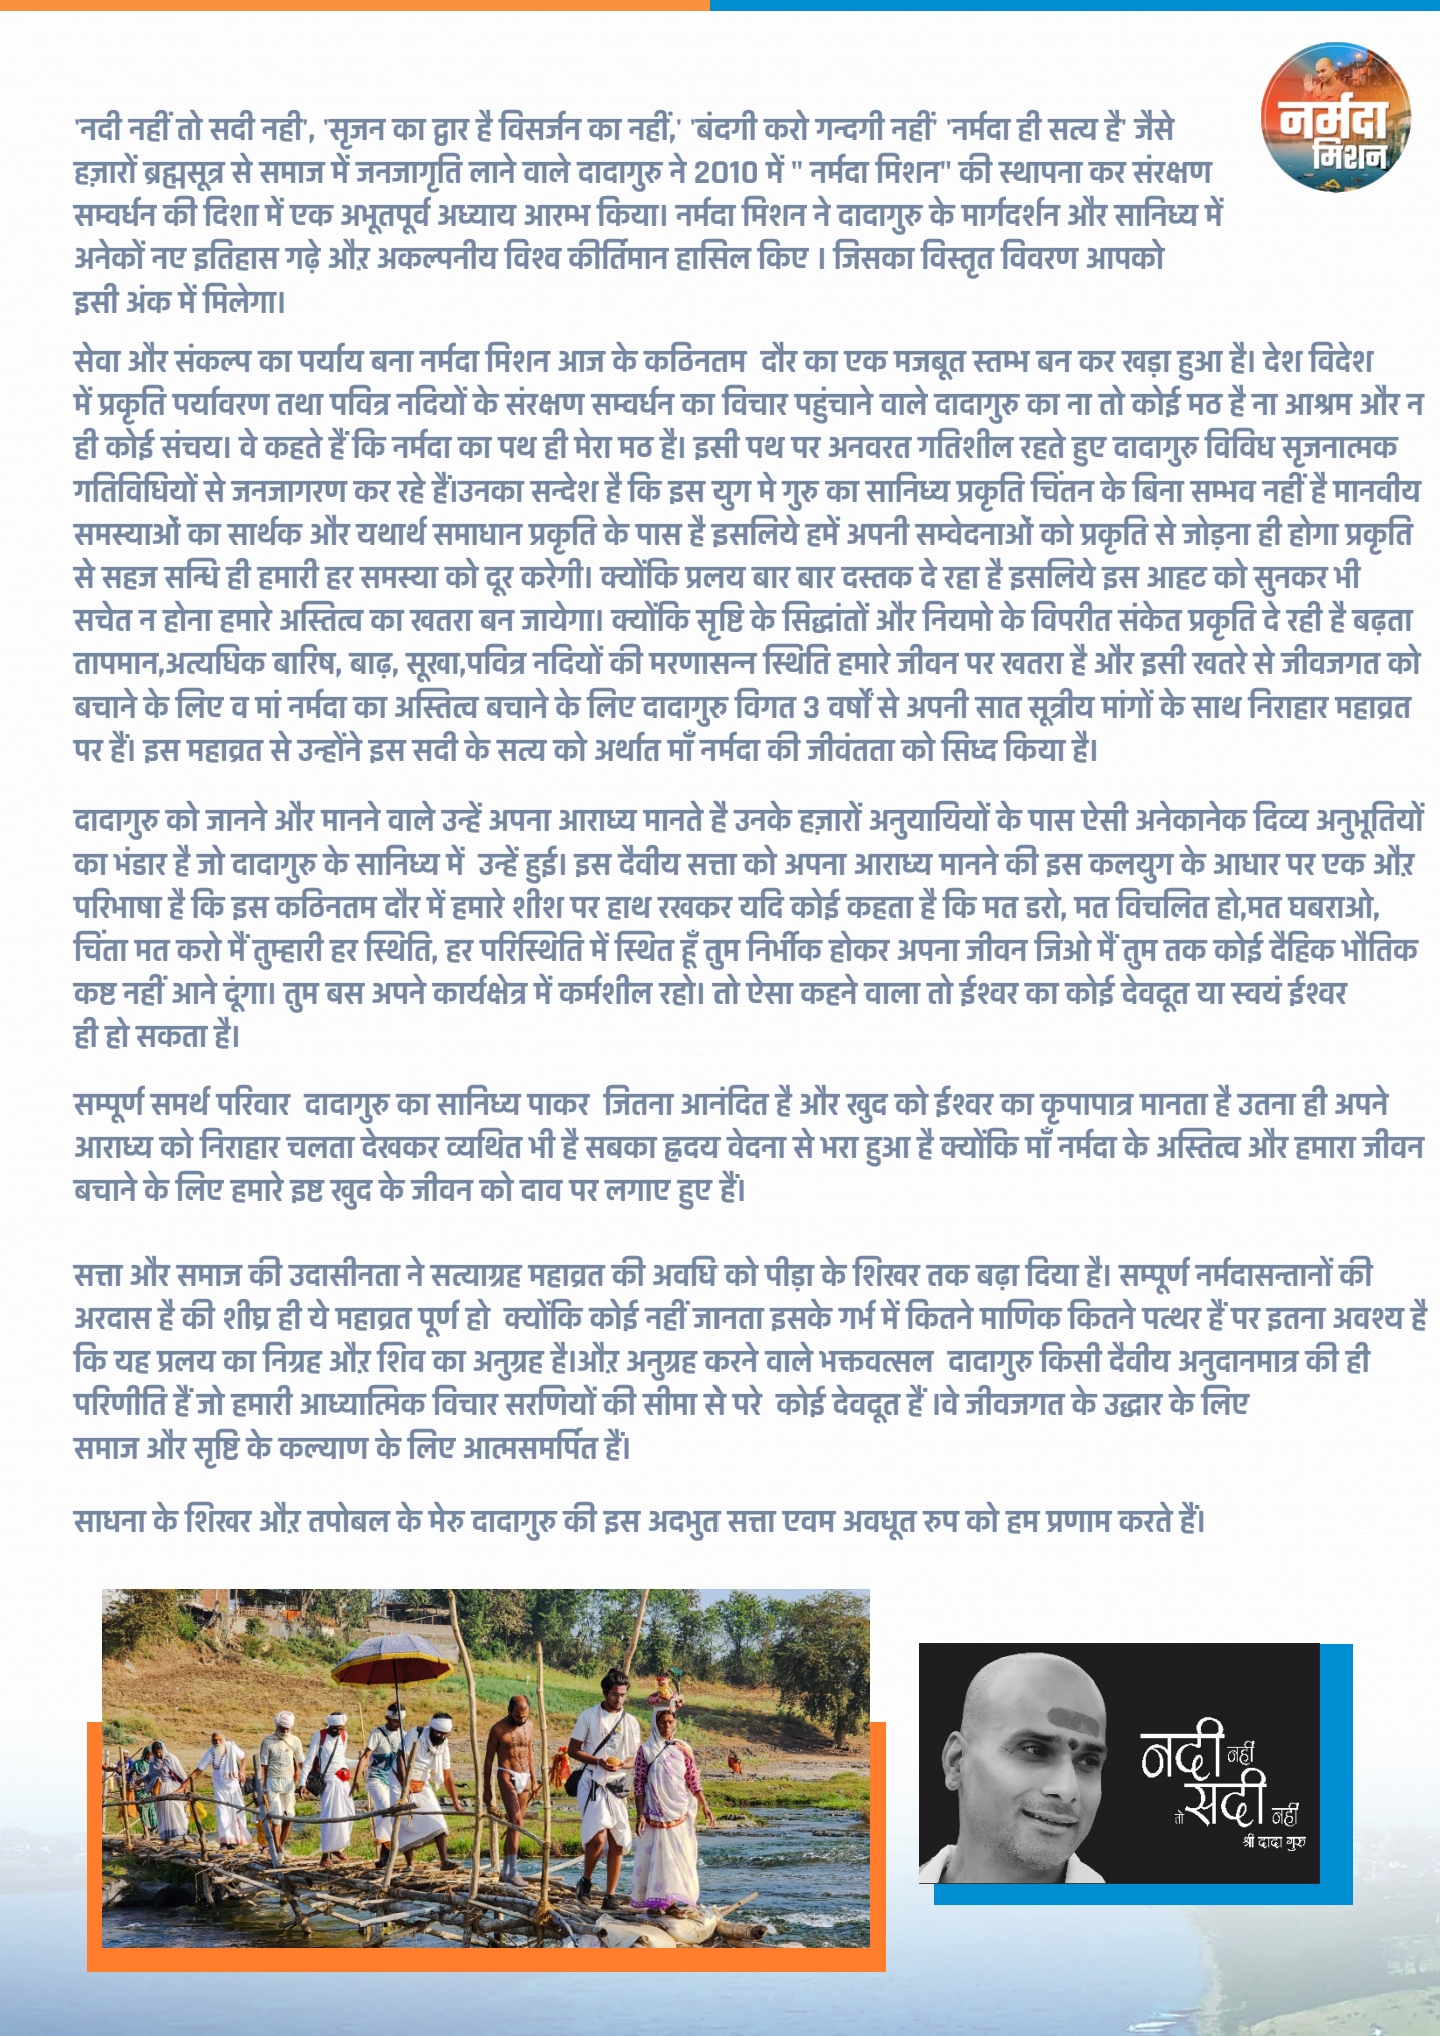 नर्मदा
मिशन
'नदी नहीं तो सदी नही', 'सृजन का द्वार है विसर्जन का नहीं,' 'बंदगी करो गन्दगी नहीं' 'नर्मदा ही सत्य है' जैसे
हज़ारों ब्रह्मसूत्र से समाज में जनजागृति लाने वाले दादागुरु ने 2010 में " नर्मदा मिशन" की स्थापना कर संरक्षण
सम्वर्धन की दिशा में एक अभूतपूर्व अध्याय आरम्भ किया। नर्मदा मिशन ने दादागुरु के मार्गदर्शन और सानिध्य में
अनेकों नए इतिहास गढ़े औऱ अकल्पनीय विश्व कीर्तिमान हासिल किए । जिसका विस्तृत विवरण आपको
इसी अंक में मिलेगा।
सेवा और संकल्प का पर्याय बना नर्मदा मिशन आज के कठिनतम  दौर का एक मजबूत स्तम्भ बन कर खड़ा हुआ है। देश विदेश
में प्रकृति पर्यावरण तथा पवित्र नदियों के संरक्षण सम्वर्धन का विचार पहुंचाने वाले दादागुरु का ना तो कोई मठ है ना आश्रम और न
ही कोई संचय। वे कहते हैं कि नर्मदा का पथ ही मेरा मठ है। इसी पथ पर अनवरत गतिशील रहते हुए दादागुरु विविध सृजनात्मक
गतिविधियों से जनजागरण कर रहे हैं।उनका सन्देश है कि इस युग मे गुरु का सानिध्य प्रकृति चिंतन के बिना सम्भव नहीं है मानवीय
समस्याओं का सार्थक और यथार्थ समाधान प्रकृति के पास है इसलिये हमें अपनी सम्वेदनाओं को प्रकृति से जोड़ना ही होगा प्रकृति
से सहज सन्धि ही हमारी हर समस्या को दूर करेगी। क्योंकि प्रलय बार बार दस्तक दे रहा है इसलिये इस आहट को सुनकर भी
सचेत न होना हमारे अस्तित्व का खतरा बन जायेगा। क्योंकि सृष्टि के सिद्धांतों और नियमो के विपरीत संकेत प्रकृति दे रही है बढ़ता
तापमान,अत्यधिक बारिष, बाढ़, सूखा,पवित्र नदियों की मरणासन्न स्थिति हमारे जीवन पर खतरा है और इसी खतरे से जीवजगत को
बचाने के लिए व मां नर्मदा का अस्तित्व बचाने के लिए दादागुरु विगत 3 वर्षों से अपनी सात सूत्रीय मांगों के साथ निराहार महाव्रत
पर हैं। इस महाव्रत से उन्होंने इस सदी के सत्य को अर्थात माँ नर्मदा की जीवंतता को सिध्द किया है।
दादागुरु को जानने और मानने वाले उन्हें अपना आराध्य मानते है उनके हज़ारों अनुयायियों के पास ऐसी अनेकानेक दिव्य अनुभूतियों
का भंडार है जो दादागुरु के सानिध्य में  उन्हें हुई। इस दैवीय सत्ता को अपना आराध्य मानने की इस कलयुग के आधार पर एक औऱ
परिभाषा है कि इस कठिनतम दौर में हमारे शीश पर हाथ रखकर यदि कोई कहता है कि मत डरो, मत विचलित हो,मत घबराओ,
चिंता मत करो मैं तुम्हारी हर स्थिति, हर परिस्थिति में स्थित हूँ तुम निर्भीक होकर अपना जीवन जिओ मैं तुम तक कोई दैहिक भौतिक
कष्ट नहीं आने दूंगा। तुम बस अपने कार्यक्षेत्र में कर्मशील रहो। तो ऐसा कहने वाला तो ईश्वर का कोई देवदूत या स्वयं ईश्वर
ही हो सकता है।
सम्पूर्ण समर्थ परिवार  दादागुरु का सानिध्य पाकर  जितना आनंदित है और खुद को ईश्वर का कृपापात्र मानता है उतना ही अपने
आराध्य को निराहार चलता देखकर व्यथित भी है सबका ह्रदय वेदना से भरा हुआ है क्योंकि माँ नर्मदा के अस्तित्व और हमारा जीवन
बचाने के लिए हमारे इष्ट खुद के जीवन को दाव पर लगाए हुए हैं।
सत्ता और समाज की उदासीनता ने सत्याग्रह महाव्रत की अवधि को पीड़ा के शिखर तक बढ़ा दिया है। सम्पूर्ण नर्मदासन्तानों की
अरदास है की शीघ्र ही ये महाव्रत पूर्ण हो  क्योंकि कोई नहीं जानता इसके गर्भ में कितने माणिक कितने पत्थर हैं पर इतना अवश्य है
कि यह प्रलय का निग्रह औऱ शिव का अनुग्रह है।औऱ अनुग्रह करने वाले भक्तवत्सल  दादागुरु किसी दैवीय अनुदानमात्र की ही
परिणीति हैं जो हमारी आध्यात्मिक विचार सरणियों की सीमा से परे  कोई देवदूत हैं ।वे जीवजगत के उद्धार के लिए
समाज और सृष्टि के कल्याण के लिए आत्मसमर्पित हैं।
साधना के शिखर औऱ तपोबल के मेरु दादागुरु की इस अदभुत सत्ता एवम अवधूत रुप को हम प्रणाम करते हैं।
नदी नहीं
तो सदी नहीं
श्री दादा गुरु